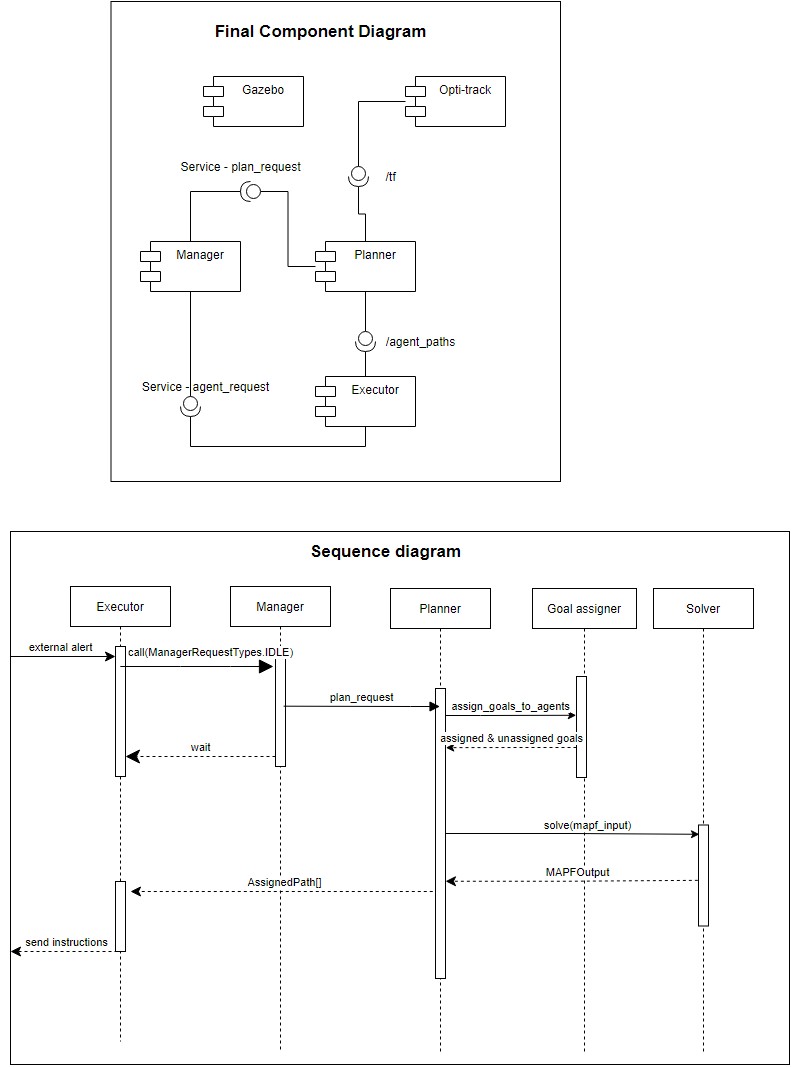 Final Component Diagram
Gazebo
Opti-track
Service - plan_request
/tf
Manager
Planner
/agent_paths
Service - agent_request
Executor
Sequence diagram
Executor
Manager
Planner
Goal assigner
Solver
external alert
call(ManagerRequestTypes.IDLE)
plan_request
assign_goals_to_agents
assigned & unassigned goals
wait
solve(mapf_input)
MAPFOutput
AssignedPath[]
send instructions